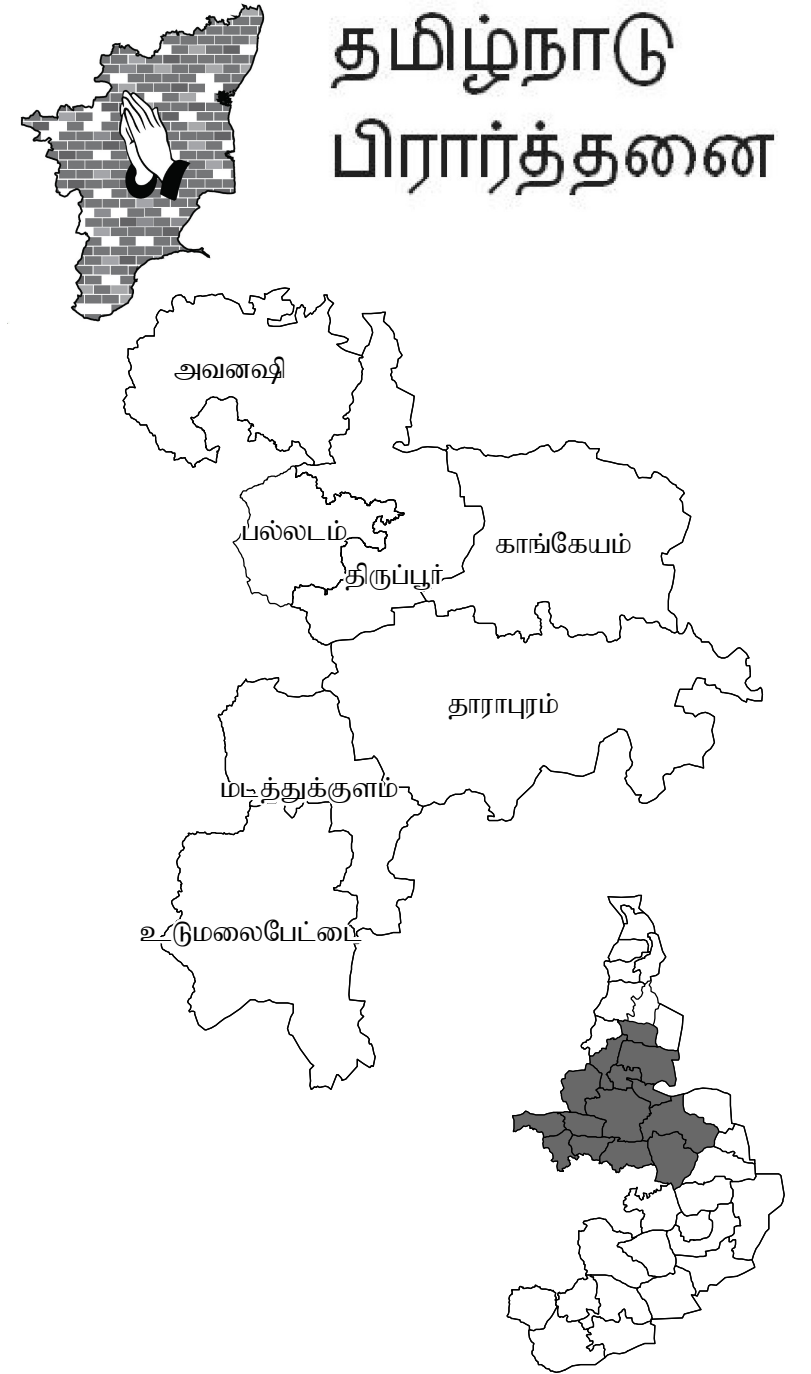 தமிழ்நாடு
பிரார்த்தனை
அவனஷி
பல்லடம்
காங்கேயம்
திருப்பூர்
தாராபுரம்
மடத்துக்குளம்
உடுமலைபேட்டை